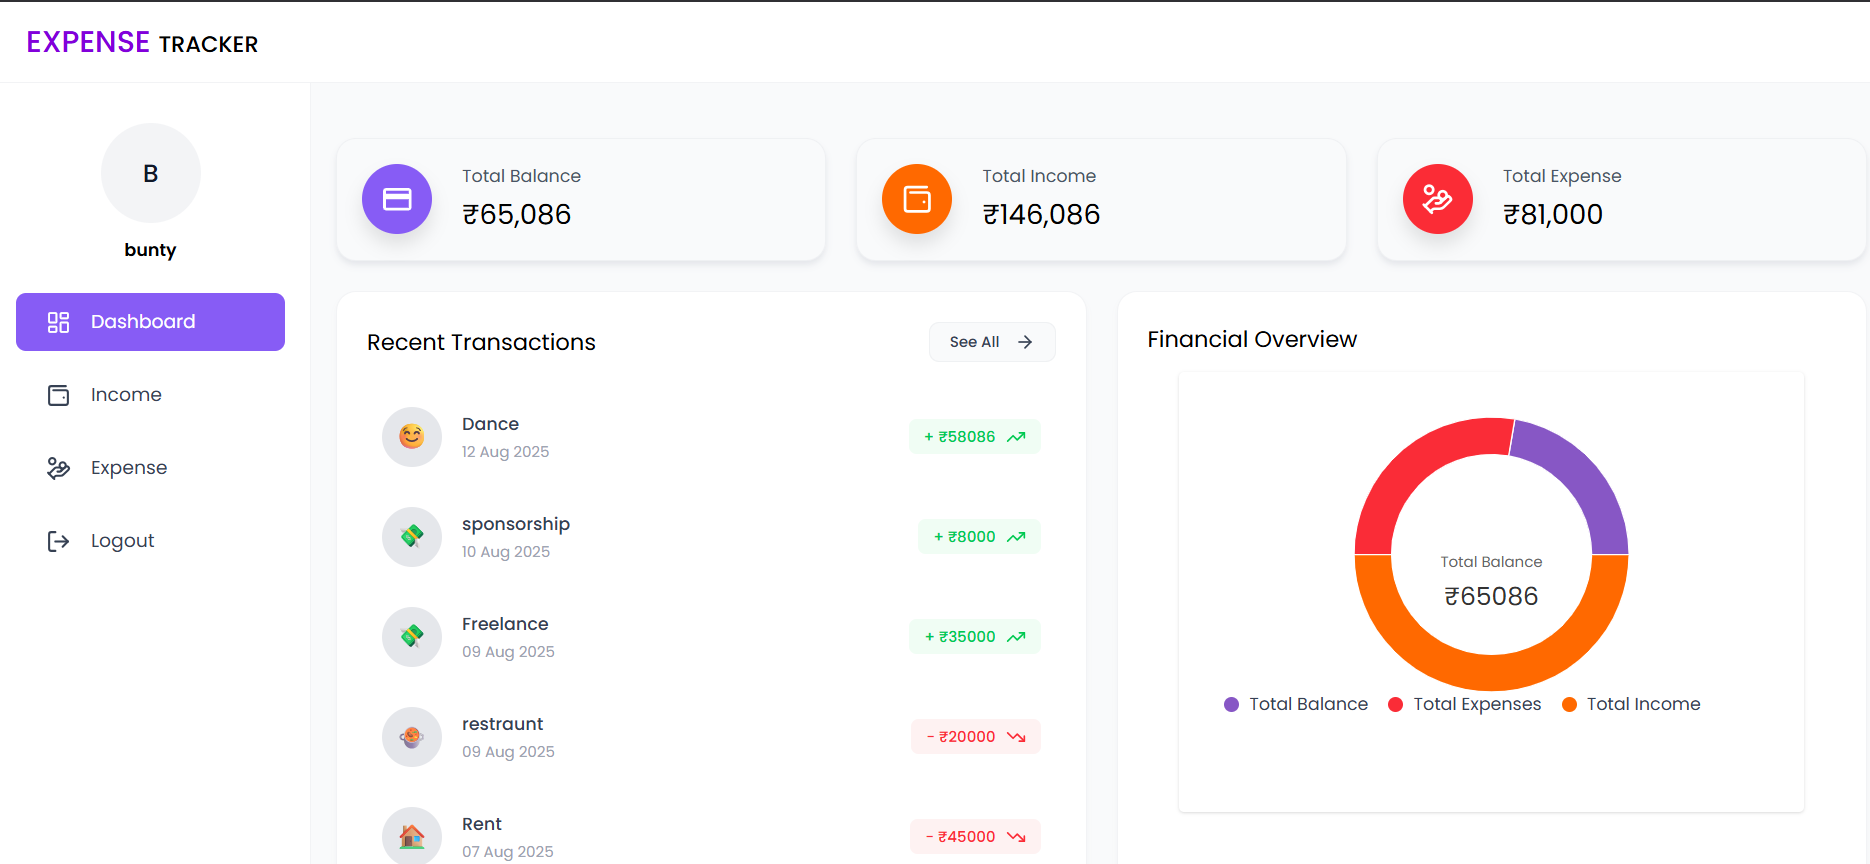 EXPENSE TRACKER
B
bunty
Dashboard
Income
Expense
Logout
Total Balance
₹65,086
Total Income
₹146,086
Total Expense
₹81,000
Recent Transactions
See All
Dance
12 Aug 2025
+ ₹58086
sponsorship
10 Aug 2025
+ ₹8000
Freelance
09 Aug 2025
+ ₹35000
restraunt
09 Aug 2025
- ₹20000
Rent
07 Aug 2025
- ₹45000
Financial Overview
Total Balance
₹65086
Total Balance
Total Expenses
Total Income